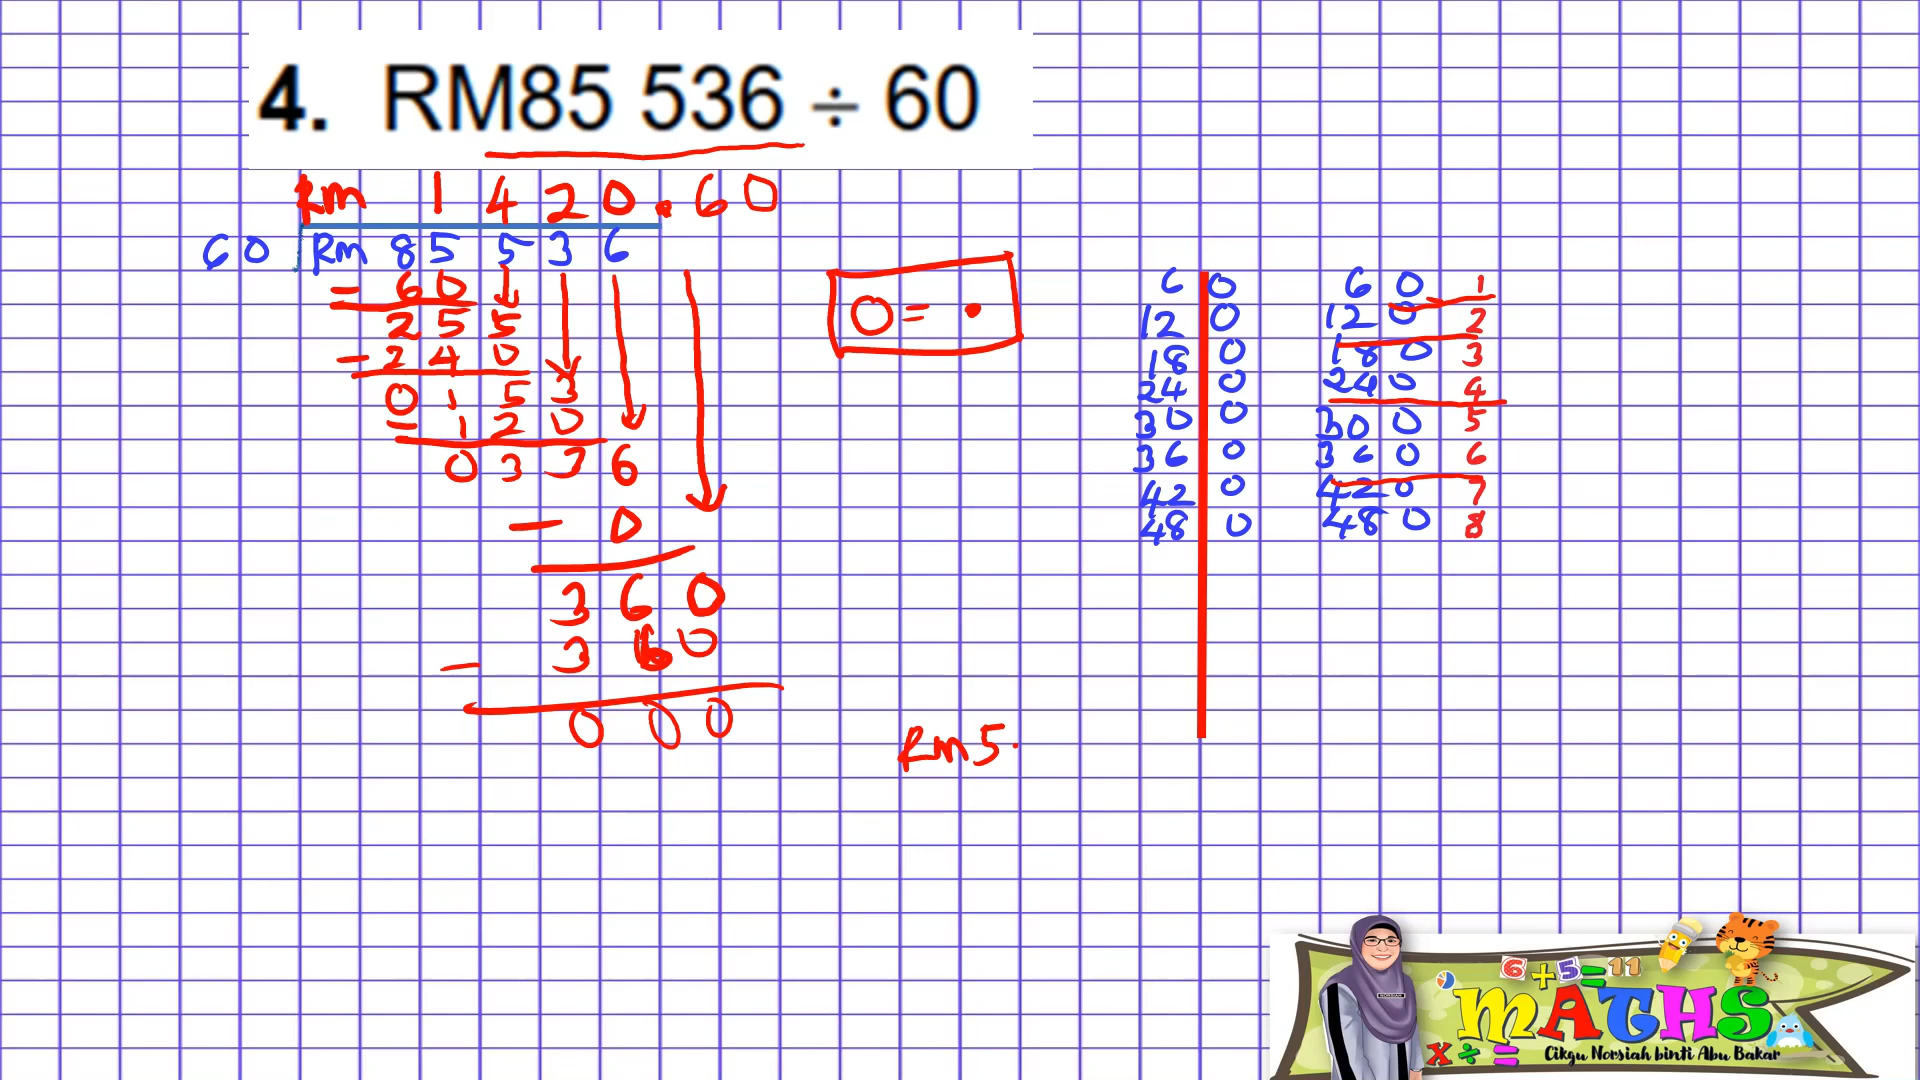 4. RM85 536 ÷ 60
Rm 1 4 2 0 . 6 0
6 0 Rm 8 5 5 3 6
- 6 0
2 5 5
- 2 4 0
0 1 5 3
- 1 2 0
0 3 3 6
- 0
3 6 0
- 3 6 0
0 0 0
0 = •
Rm 5.
6 0
12 0
18 0
24 0
30 0
36 0
42 0
48 0
6 0 1
12 0 2
18 0 3
24 0 4
30 0 5
36 0 6
42 0 7
48 0 8
6+5=11
MATHS
x ÷ =
Cikgu Norsiah binti Abu Bakar
NORSIAH